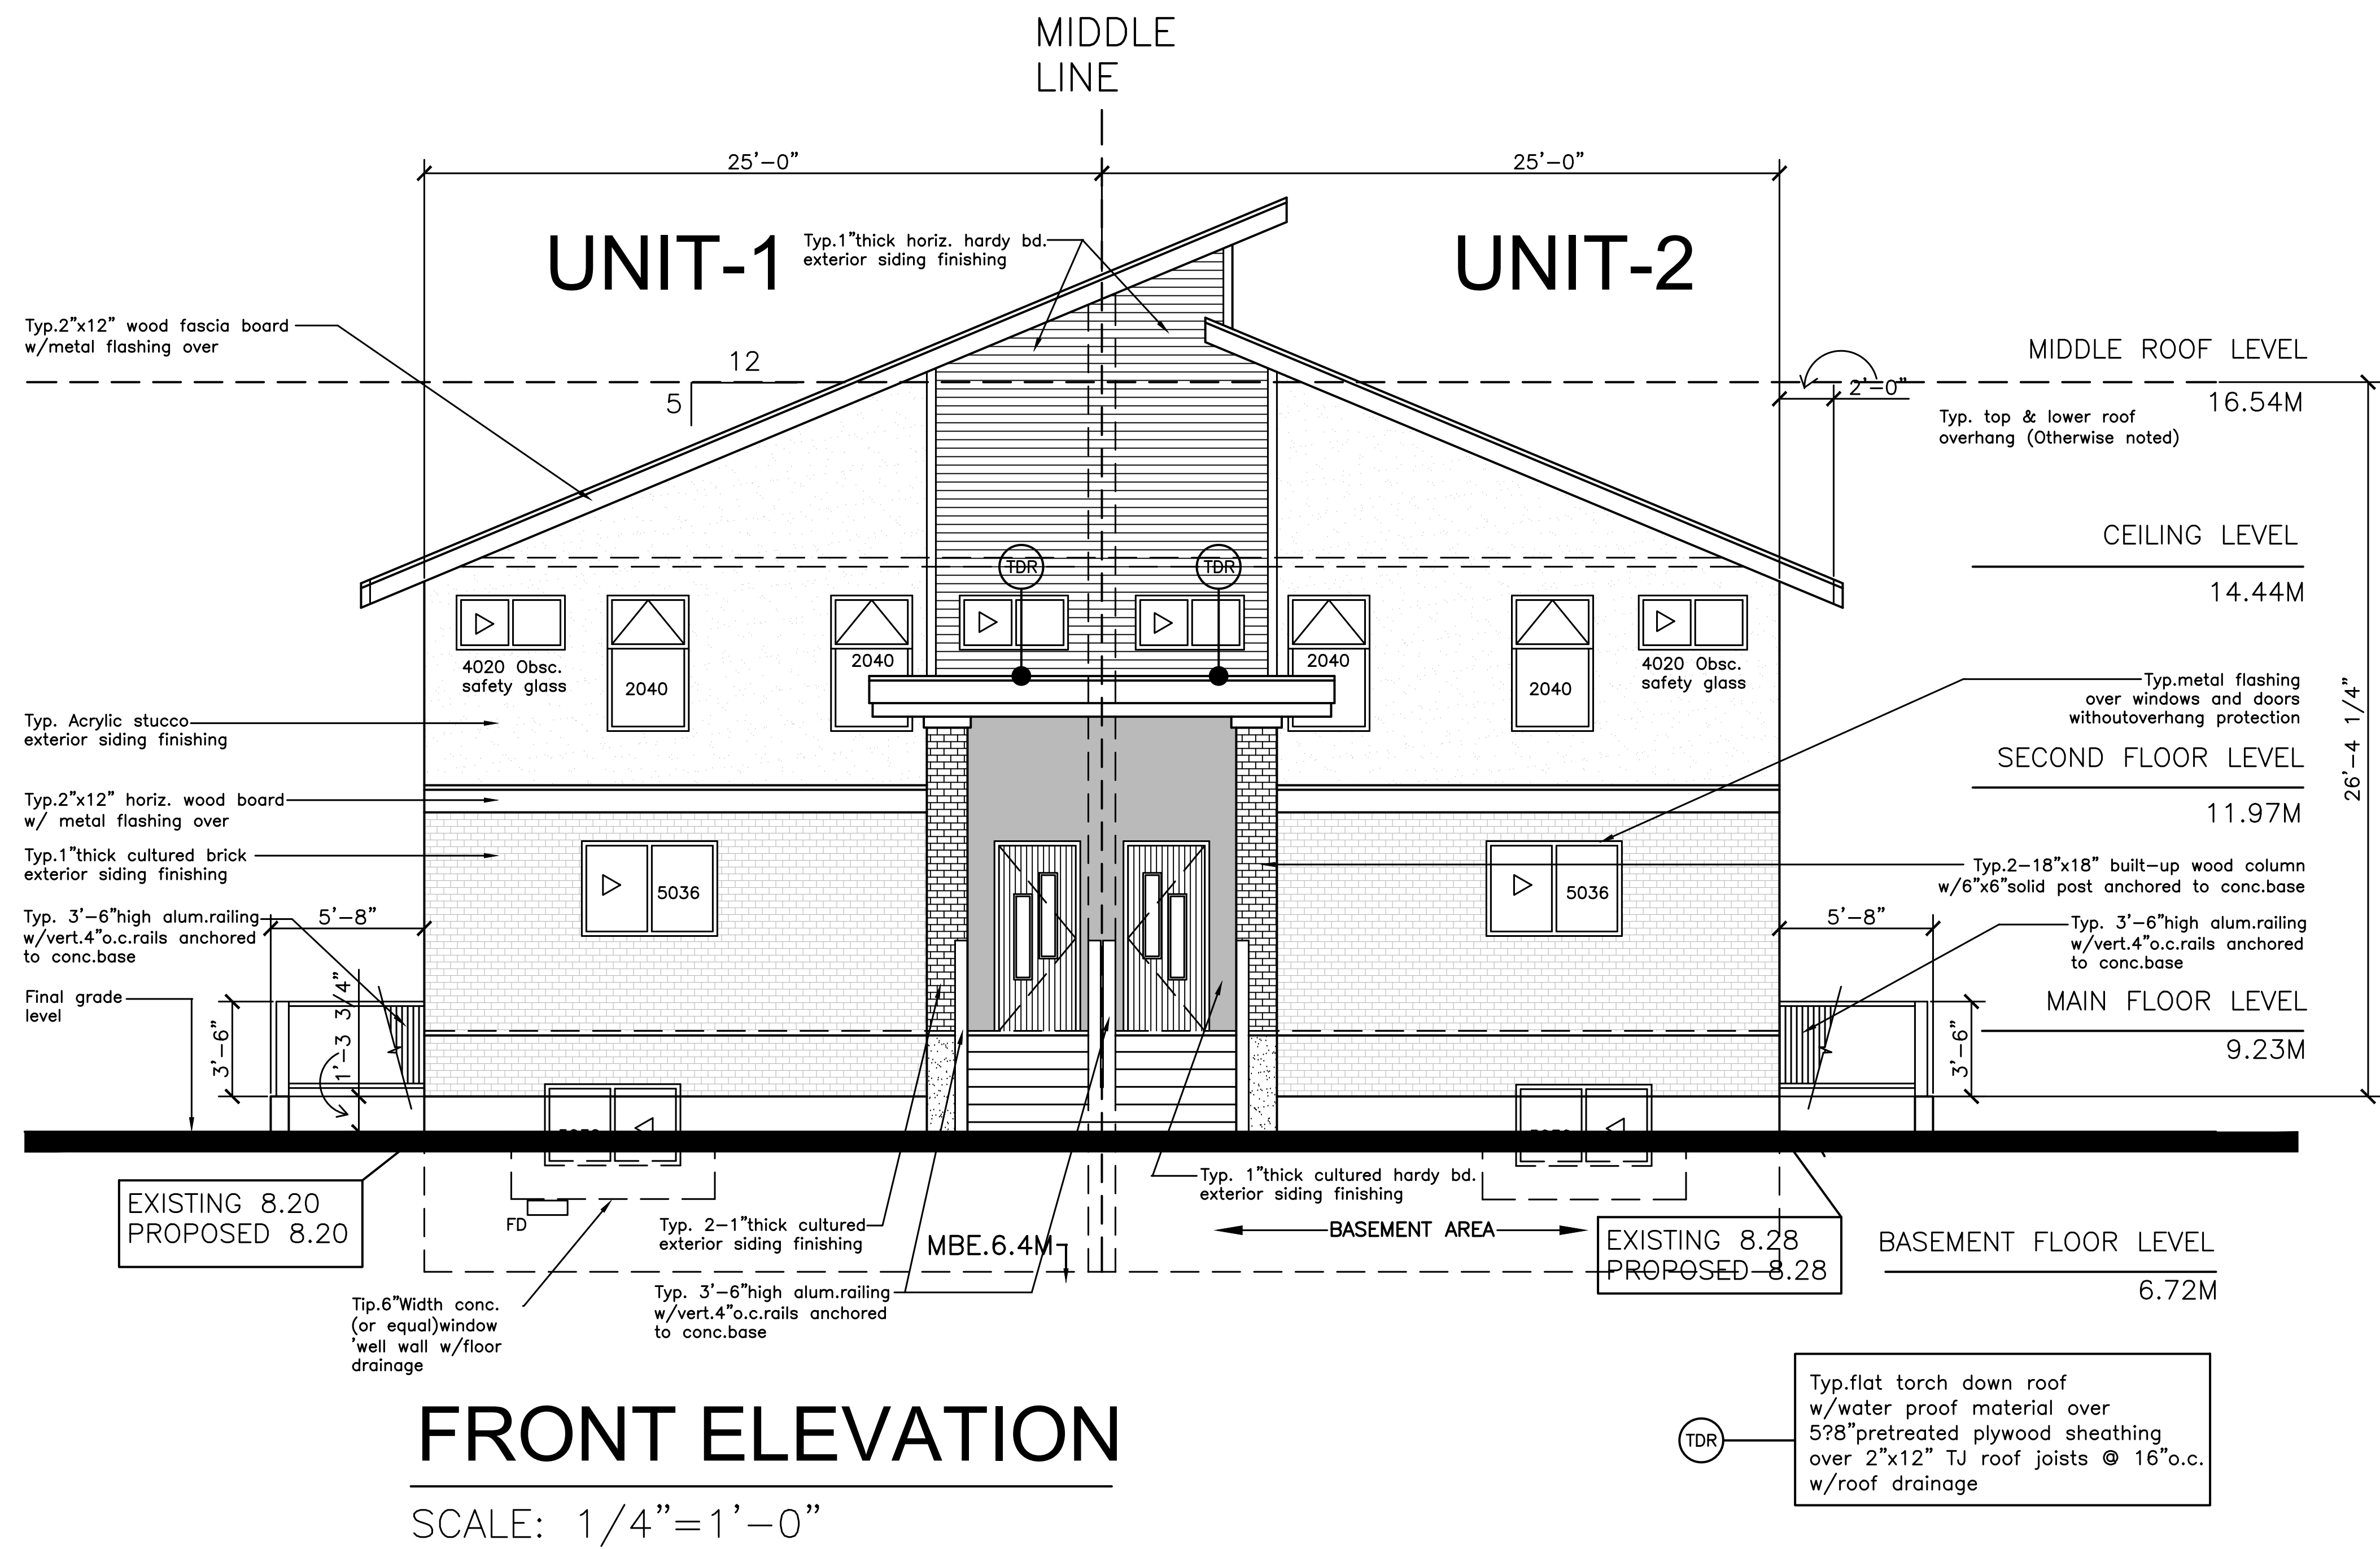 MIDDLE
LINE
25'-0"
25'-0"
UNIT-1
Typ.1"thick horiz. hardy bd.
exterior siding finishing
UNIT-2
Typ.2"x12" wood fascia board
w/metal flashing over
12
5
MIDDLE ROOF LEVEL
2'-0"
16.54M
Typ. top & lower roof
overhang (Otherwise noted)
CEILING LEVEL
14.44M
TDR
TDR
4020 Obsc.
safety glass
2040
2040
2040
2040
4020 Obsc.
safety glass
Typ.metal flashing
over windows and doors
withoutoverhang protection
Typ. Acrylic stucco
exterior siding finishing
SECOND FLOOR LEVEL
11.97M
26'-4 1/4"
Typ.2"x12" horiz. wood board
w/ metal flashing over
Typ.1"thick cultured brick
exterior siding finishing
5036
5036
Typ.2-18"x18" built-up wood column
w/6"x6"solid post anchored to conc.base
Typ. 3'-6"high alum.railing
w/vert.4"o.c.rails anchored
to conc.base
5'-8"
5'-8"
Typ. 3'-6"high alum.railing
w/vert.4"o.c.rails anchored
to conc.base
Final grade
level
3'-6"
1'-3 3/4"
3'-6"
MAIN FLOOR LEVEL
9.23M
EXISTING 8.20
PROPOSED 8.20
FD
Typ. 2-1"thick cultured
exterior siding finishing
Typ. 1"thick cultured hardy bd.
exterior siding finishing
MBE.6.4M
BASEMENT AREA
EXISTING 8.28
PROPOSED 8.28
BASEMENT FLOOR LEVEL
6.72M
Tip.6"Width conc.
(or equal)window
'well wall w/floor
drainage
Typ. 3'-6"high alum.railing
w/vert.4"o.c.rails anchored
to conc.base
FRONT ELEVATION
SCALE: 1/4"=1'-0"
TDR
Typ.flat torch down roof
w/water proof material over
5?8"pretreated plywood sheathing
over 2"x12" TJ roof joists @ 16"o.c.
w/roof drainage